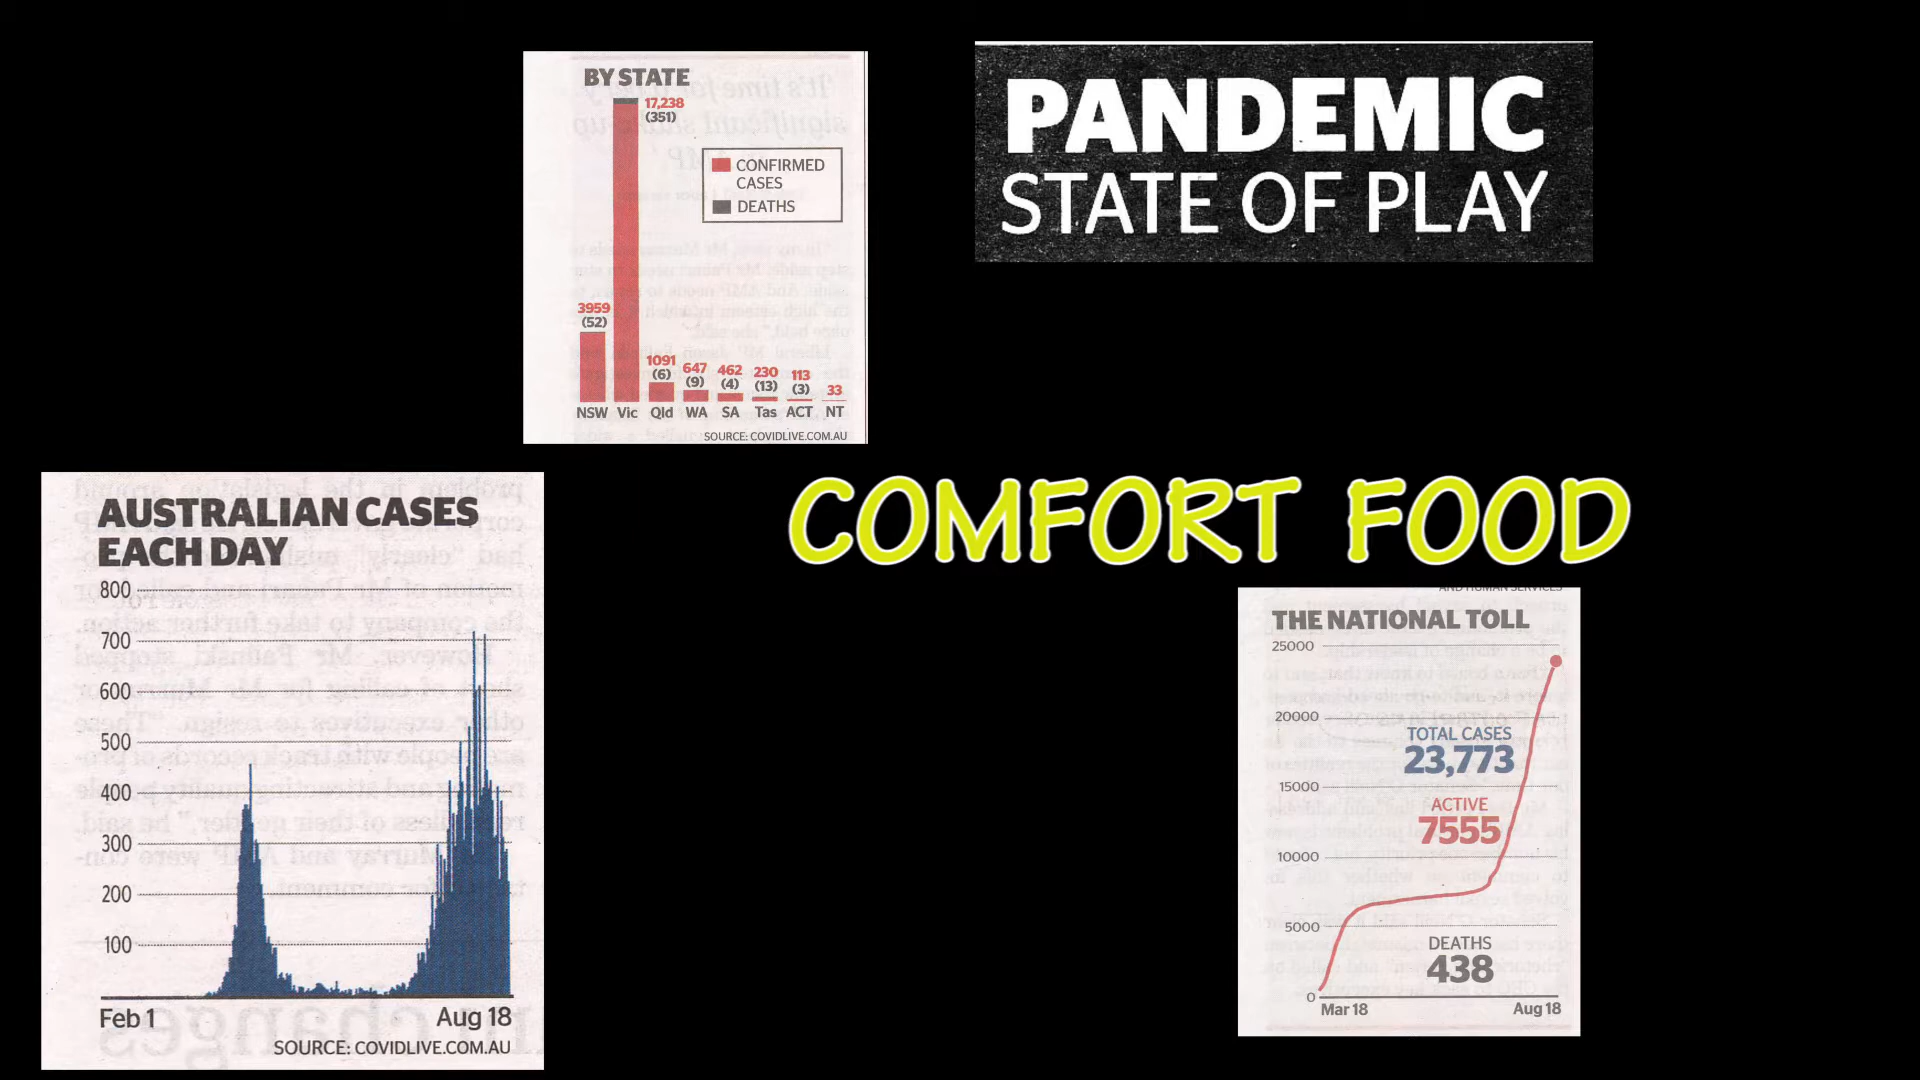 BY STATE
17,238
(351)
CONFIRMED
CASES
DEATHS
3959
(52)
1091
(6)
647
(9)
462
(4)
230
(13)
113
(3)
33
NSW Vic Qld WA SA Tas ACT NT
SOURCE: COVIDLIVE.COM.AU
PANDEMIC
STATE OF PLAY
COMFORT FOOD
AUSTRALIAN CASES
EACH DAY
800
700
600
500
400
300
200
100
Feb 1 Aug 18
SOURCE: COVIDLIVE.COM.AU
AND HUMAN SERVICES
THE NATIONAL TOLL
25000
20000
TOTAL CASES
23,773
15000
ACTIVE
7555
10000
5000
DEATHS
438
0
Mar 18 Aug 18